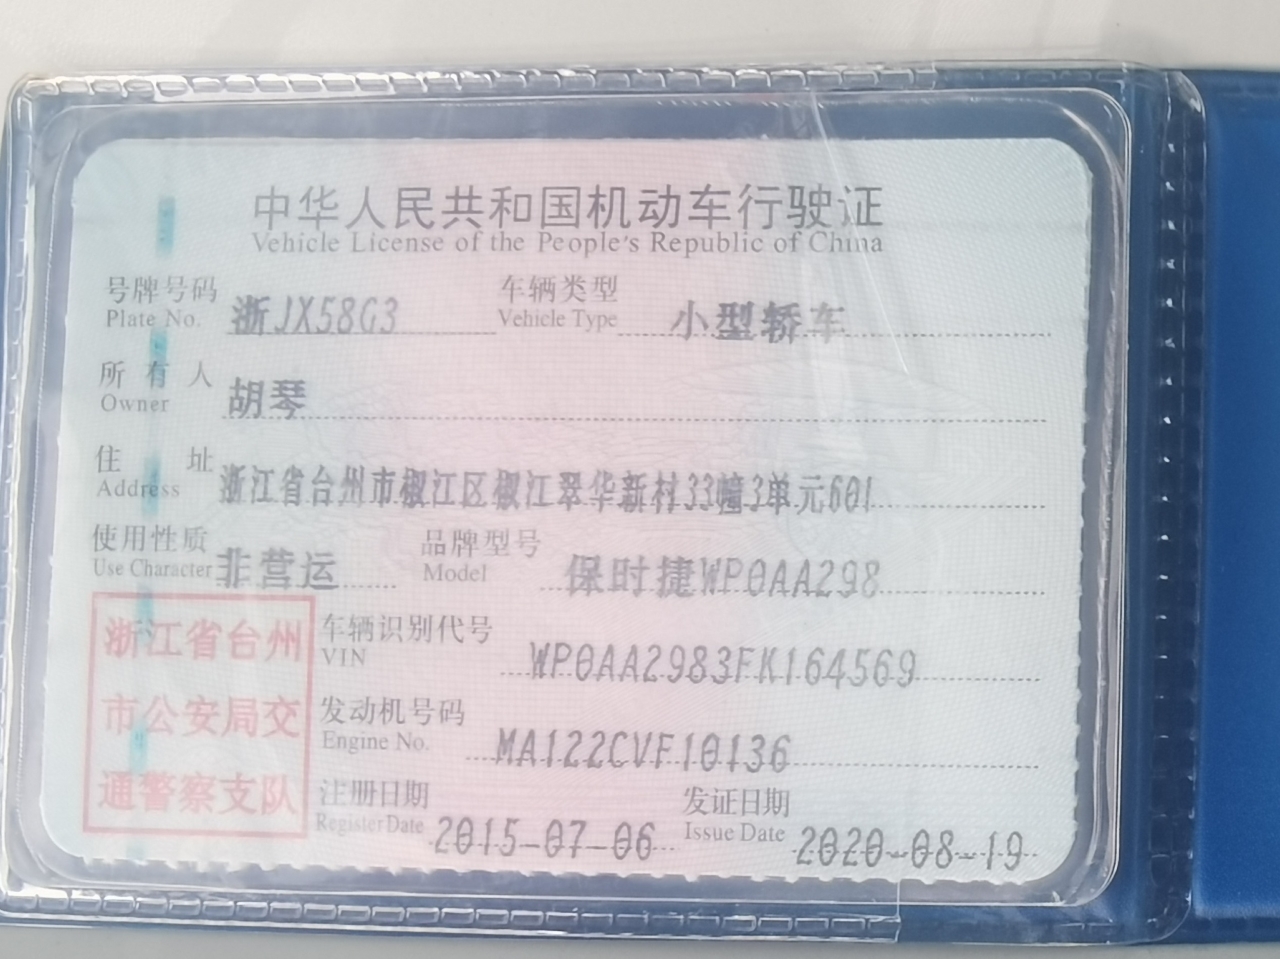 中华人民共和国机动车行驶证
Vehicle License of the People's Republic of China
号牌号码 浙JX58G3 车辆类型 小型轿车
Plate No. Vehicle Type
所有人 胡琴
Owner
住址 浙江省台州市椒江区椒江翠华新村33幢3单元601
Address
使用性质 非营运 品牌型号 保时捷WP0AA298
Use Character Model
浙江省台州
市公安局交
通警察支队
车辆识别代号
VIN WP0AA2983FK164569
发动机号码
Engine No. MA122CVF10136
注册日期 发证日期
Register Date 2015-07-06 Issue Date 2020-08-19